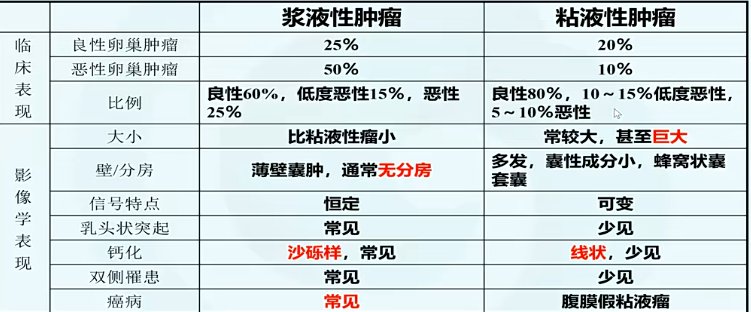 浆液性肿瘤 粘液性肿瘤
临床表现 良性卵巢肿瘤 25% 20%
恶性卵巢肿瘤 50% 10%
比例 良性60%，低度恶性15%，恶性25% 良性80%，10～15%低度恶性，5～10%恶性
影像学表现 大小 比粘液性瘤小 常较大，甚至巨大
壁/分房 薄壁囊肿，通常无分房 多发，囊性成分小，蜂窝状囊套囊
信号特点 恒定 可变
乳头状突起 常见 少见
钙化 沙砾样，常见 线状，少见
双侧罹患 常见 少见
癌病 常见 腹膜假粘液瘤